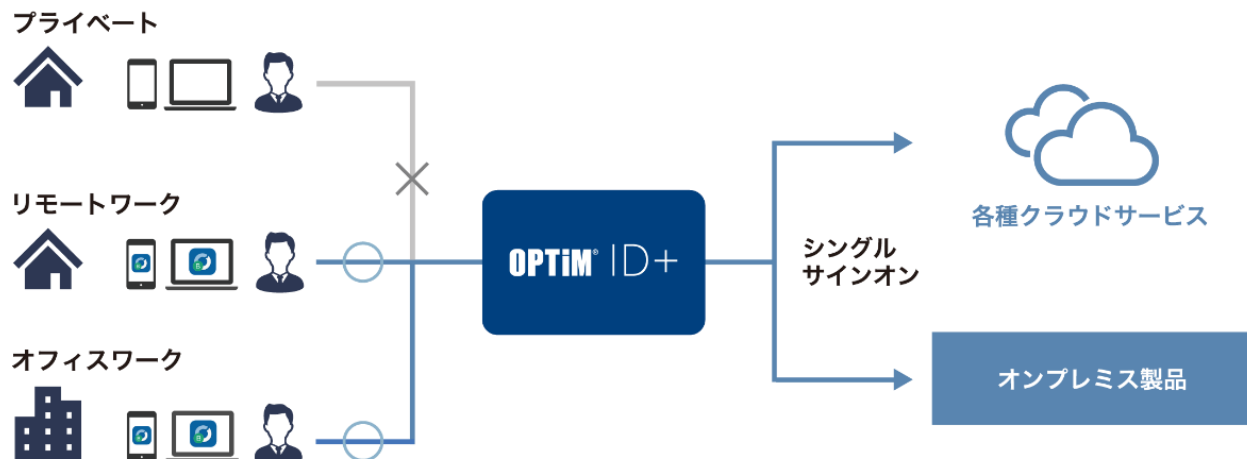 プライベート
リモートワーク
オフィスワーク
OPTiM® ID+
シングル
サインオン
各種クラウドサービス
オンプレミス製品